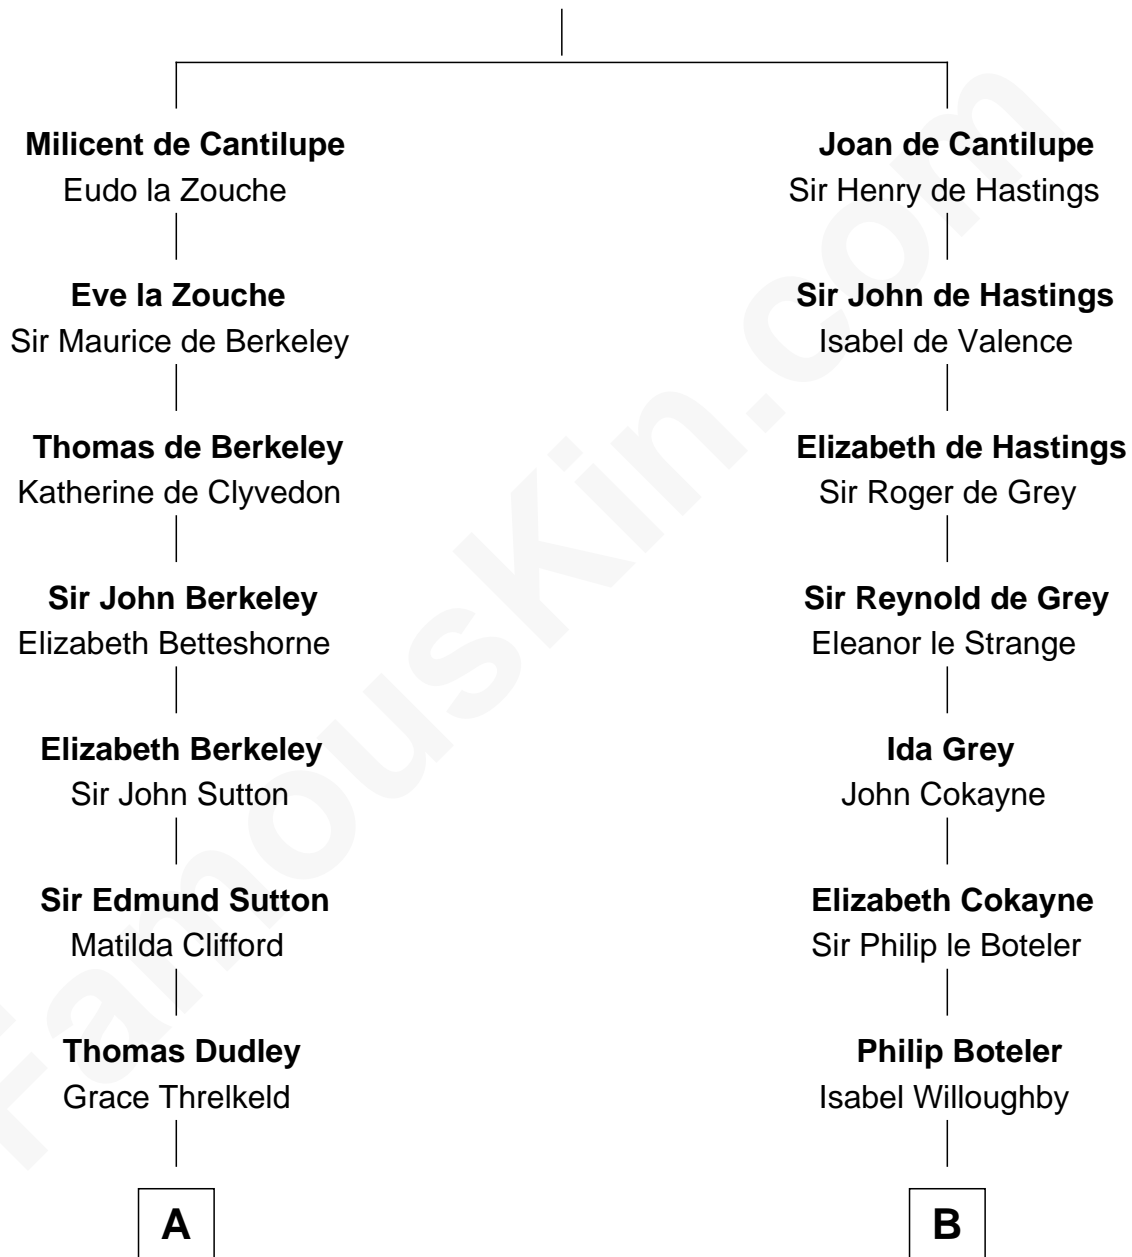 Milicent de Cantilupe
Eudo la Zouche
Eve la Zouche
Sir Maurice de Berkeley
Thomas de Berkeley
Katherine de Clyvedon
Sir John Berkeley
Elizabeth Betteshorne
Elizabeth Berkeley
Sir John Sutton
Sir Edmund Sutton
Matilda Clifford
Thomas Dudley
Grace Threlkeld
A
Joan de Cantilupe
Sir Henry de Hastings
Sir John de Hastings
Isabel de Valence
Elizabeth de Hastings
Sir Roger de Grey
Sir Reynold de Grey
Eleanor le Strange
Ida Grey
John Cokayne
Elizabeth Cokayne
Sir Philip le Boteler
Philip Boteler
Isabel Willoughby
B
FamousKin.com